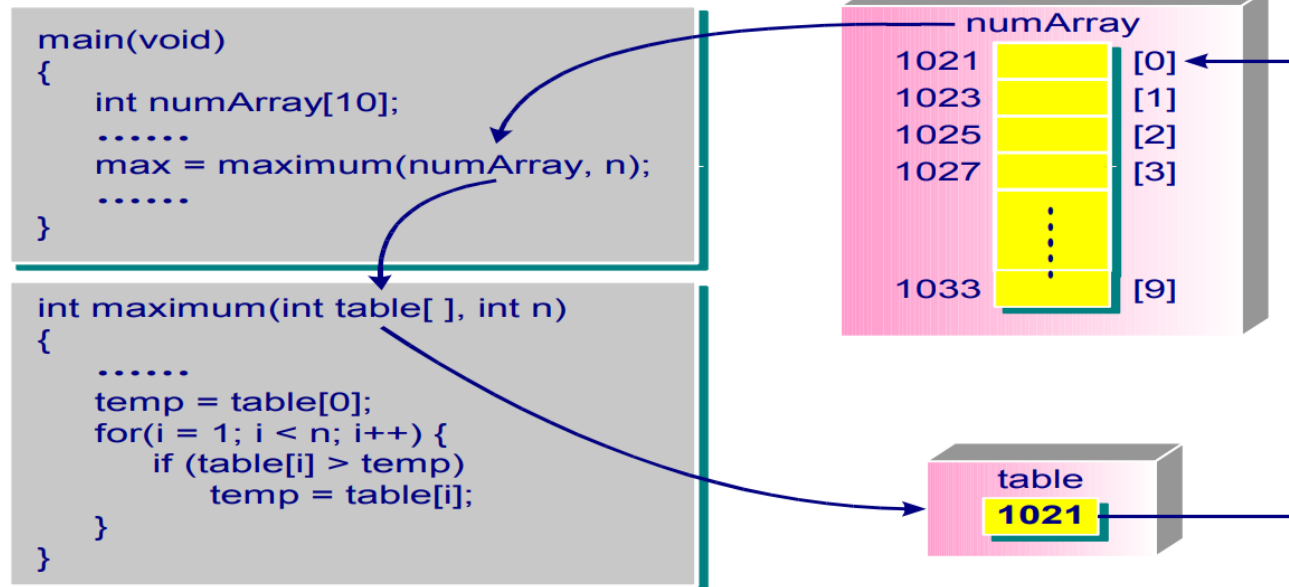 main(void)
{
int numArray[10];
......
max = maximum(numArray, n);
......
}
int maximum(int table[ ], int n)
{
......
temp = table[0];
for(i = 1; i < n; i++) {
if (table[i] > temp)
temp = table[i];
}
}
numArray
1021 [0]
1023 [1]
1025 [2]
1027 [3]
1033 [9]
table
1021